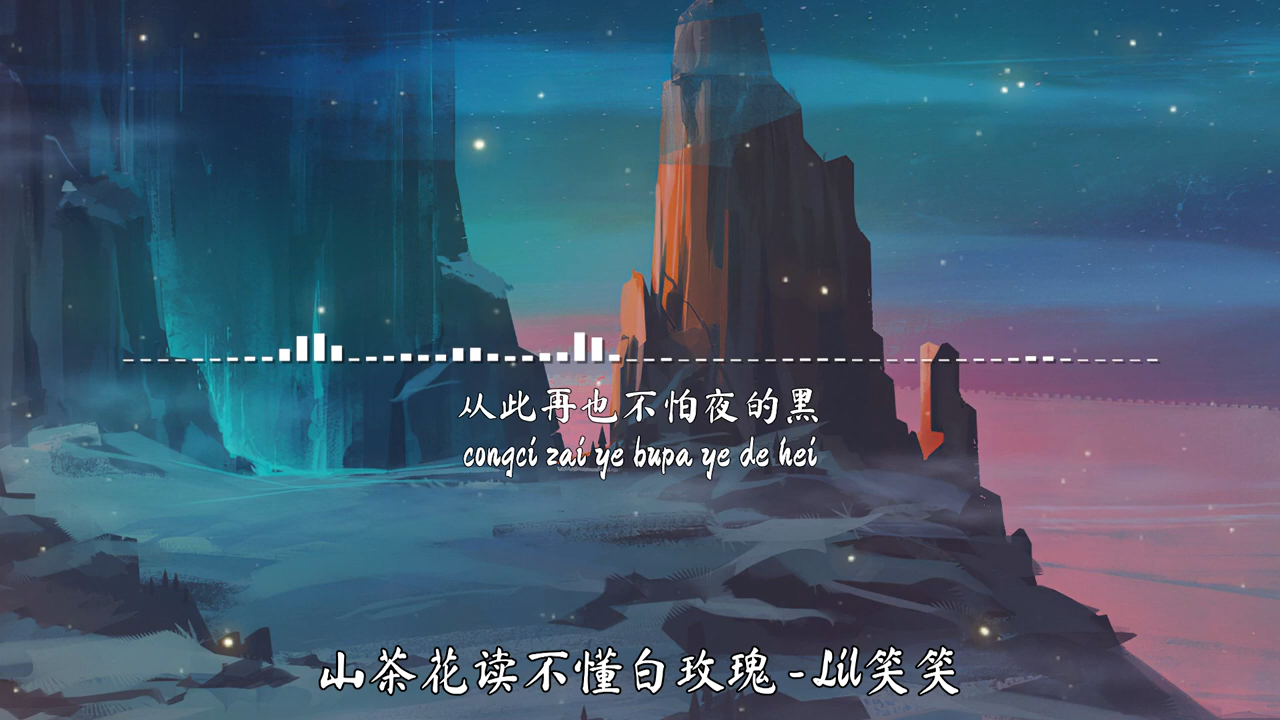 从此再也不怕夜的黑
congci zai ye bupa ye de hei
山茶花读不懂白玫瑰 - Lil笑笑